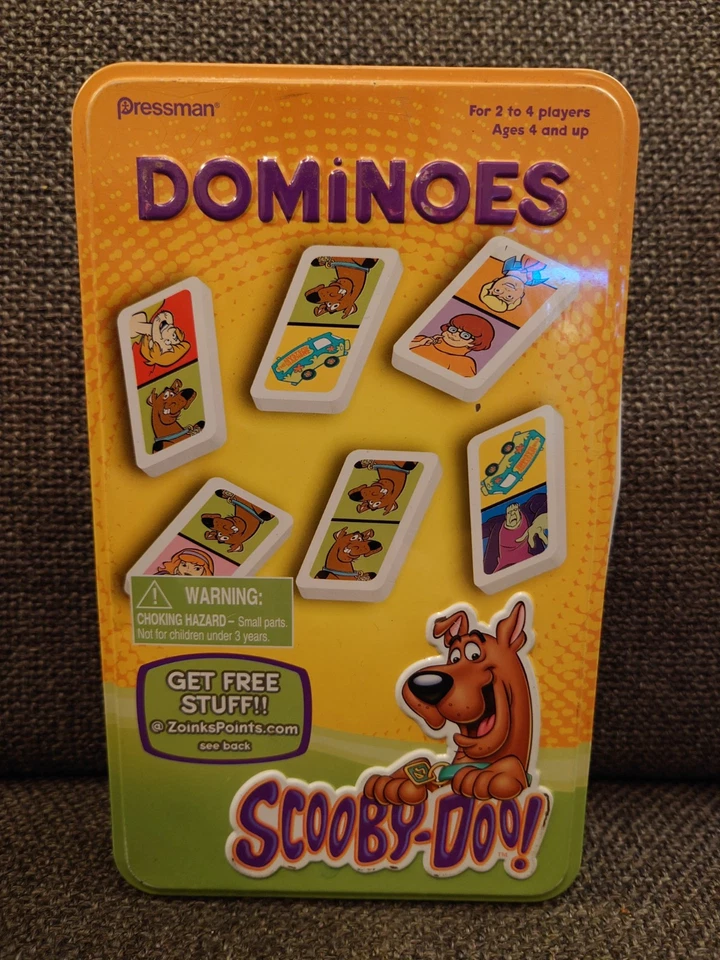 Pressman®
For 2 to 4 players
Ages 4 and up
DOMiNOES
WARNING:
CHOKING HAZARD – Small parts.
Not for children under 3 years.
GET FREE
STUFF!!
@ ZoinksPoints.com
see back
SCOOBY-DOO!